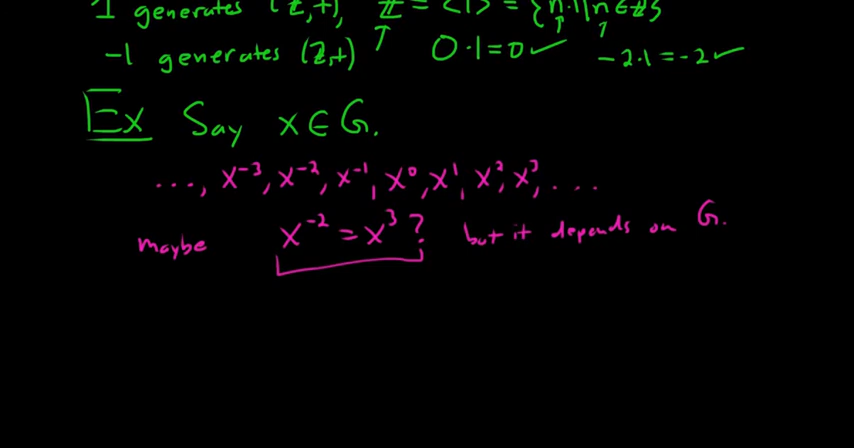 1 generates (ℤ,+), ℤ = <1> = {n·1|n∈ℤ}
-1 generates (ℤ,+) 0·1=0 ✓ -2·1=-2 ✓
Ex Say x∈G.
..., x⁻³, x⁻², x⁻¹, x⁰, x¹, x², x³, ...
maybe x⁻² = x³? but it depends on G.